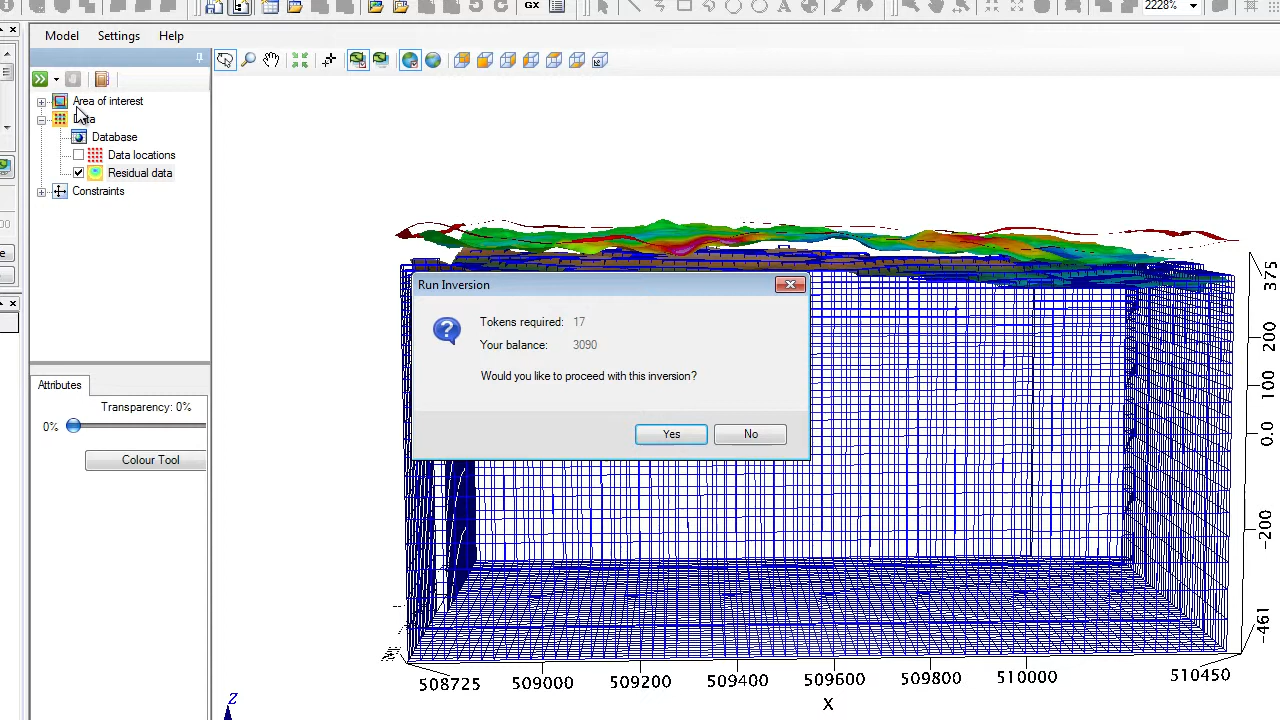 GX
2228%
Model Settings Help
Area of interest
Data
Database
Data locations
Residual data
Constraints
00
e
Attributes
Transparency: 0%
0%
Colour Tool
Run Inversion
Tokens required: 17
Your balance: 3090
Would you like to proceed with this inversion?
Yes No
375
200
100
0.0
-200
-461
508725 509000 509200 509400 509600 509800 510000 510450
X
Z